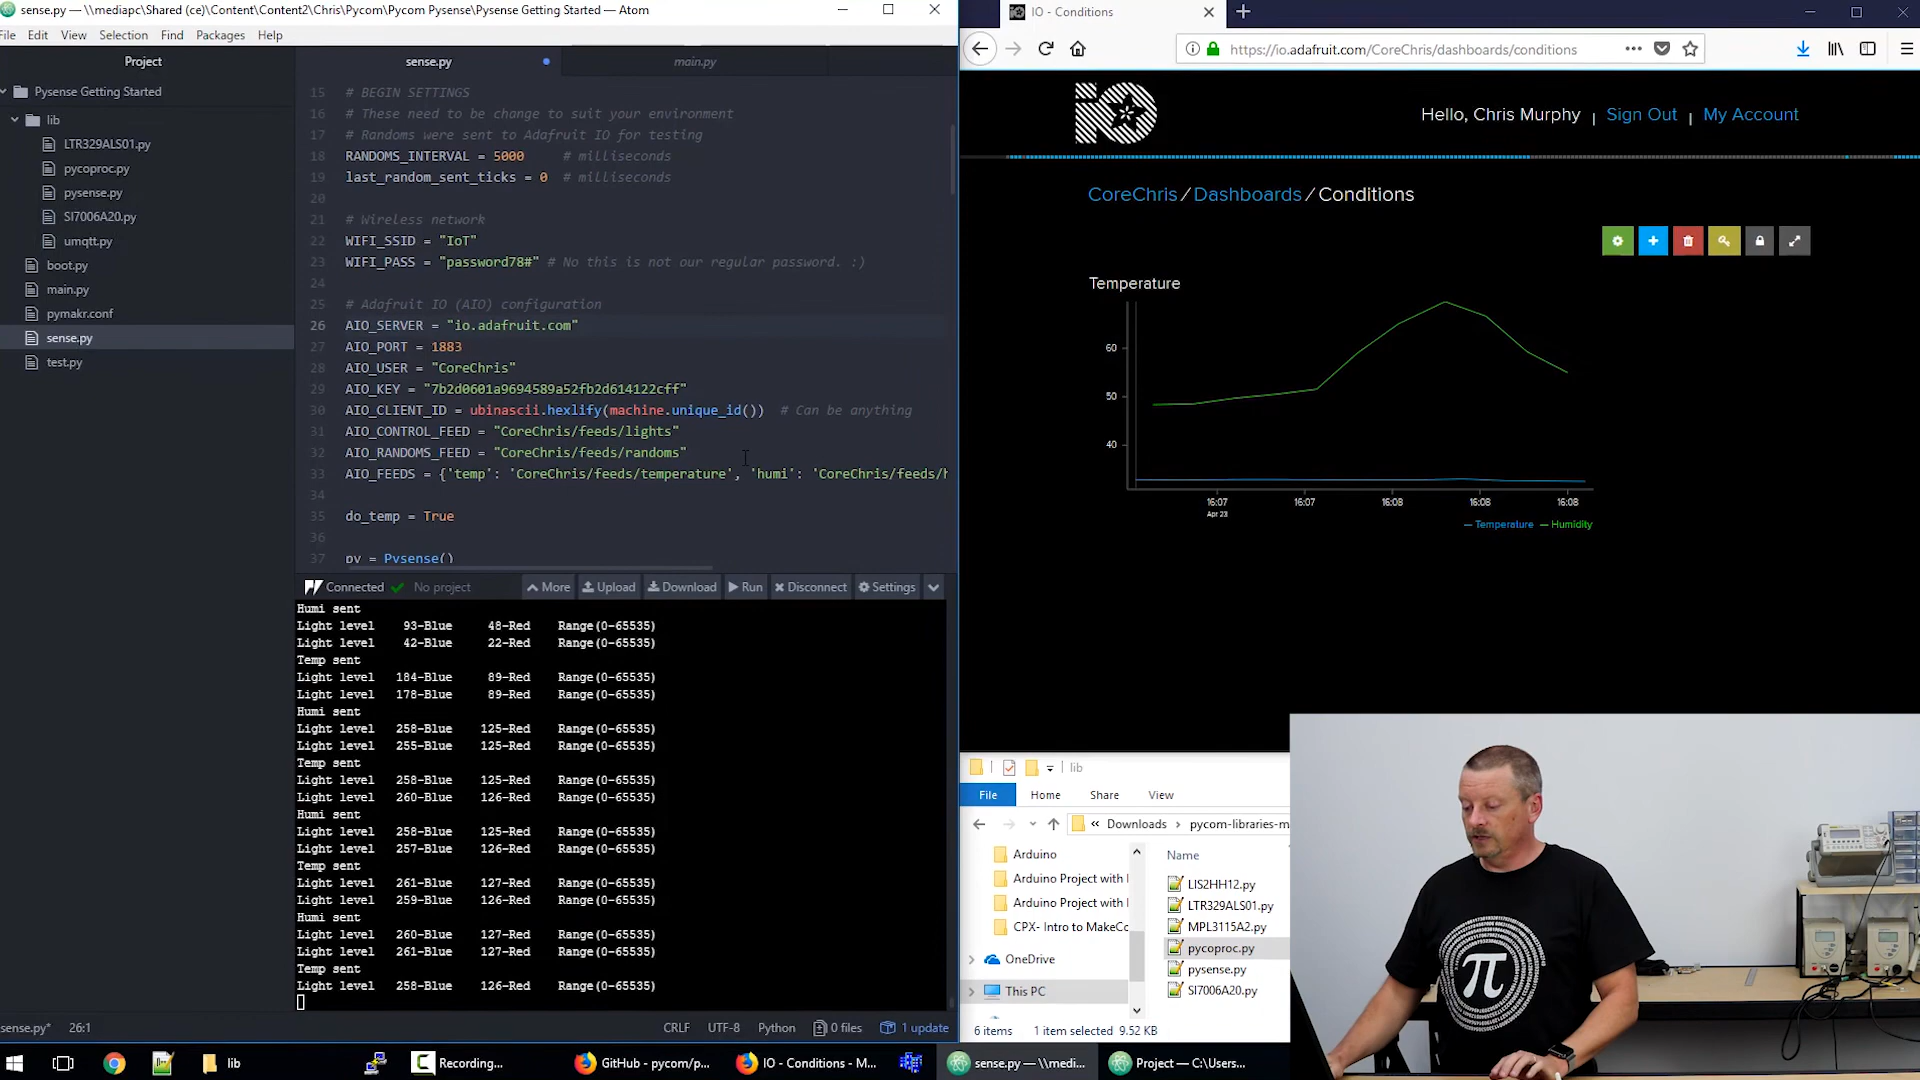 sense.py — \\mediapc\Shared (ce)\Content\Content2\Chris\Pycom\Pycom Pysense\Pysense Getting Started — Atom
File Edit View Selection Find Packages Help
Project
Pysense Getting Started
lib
LTR329ALS01.py
pycoproc.py
pysense.py
SI7006A20.py
umqtt.py
boot.py
main.py
pymakr.conf
sense.py
test.py
sense.py main.py
15 # BEGIN SETTINGS
16 # These need to be change to suit your environment
17 # Randoms were sent to Adafruit IO for testing
18 RANDOMS_INTERVAL = 5000 # milliseconds
19 last_random_sent_ticks = 0 # milliseconds
20
21 # Wireless network
22 WIFI_SSID = "IoT"
23 WIFI_PASS = "password78#" # No this is not our regular password. :)
24
25 # Adafruit IO (AIO) configuration
26 AIO_SERVER = "io.adafruit.com"
27 AIO_PORT = 1883
28 AIO_USER = "CoreChris"
29 AIO_KEY = "7b2d0601a9694589a52fb2d614122cff"
30 AIO_CLIENT_ID = ubinascii.hexlify(machine.unique_id()) # Can be anything
31 AIO_CONTROL_FEED = "CoreChris/feeds/lights"
32 AIO_RANDOMS_FEED = "CoreChris/feeds/randoms"
33 AIO_FEEDS = {'temp': 'CoreChris/feeds/temperature', 'humi': 'CoreChris/feeds/h
34
35 do_temp = True
36
37 py = Pysense()
Connected No project More Upload Download Run Disconnect Settings
Humi sent
Light level 93-Blue 48-Red Range(0-65535)
Light level 42-Blue 22-Red Range(0-65535)
Temp sent
Light level 184-Blue 89-Red Range(0-65535)
Light level 178-Blue 89-Red Range(0-65535)
Humi sent
Light level 258-Blue 125-Red Range(0-65535)
Light level 255-Blue 125-Red Range(0-65535)
Temp sent
Light level 258-Blue 125-Red Range(0-65535)
Light level 260-Blue 126-Red Range(0-65535)
Humi sent
Light level 258-Blue 125-Red Range(0-65535)
Light level 257-Blue 126-Red Range(0-65535)
Temp sent
Light level 261-Blue 127-Red Range(0-65535)
Light level 259-Blue 126-Red Range(0-65535)
Humi sent
Light level 260-Blue 127-Red Range(0-65535)
Light level 261-Blue 127-Red Range(0-65535)
Temp sent
Light level 258-Blue 126-Red Range(0-65535)
sense.py* 26:1 CRLF UTF-8 Python 0 files 1 update
IO - Conditions
https://io.adafruit.com/CoreChris/dashboards/conditions
Hello, Chris Murphy | Sign Out | My Account
CoreChris / Dashboards / Conditions
Temperature
60
50
40
16:07 16:07 16:08 16:08 16:08
Apr 23
Temperature Humidity
lib
File Home Share View
« Downloads › pycom-libraries-m
Arduino
Arduino Project with
Arduino Project with
CPX- Intro to MakeCo
OneDrive
This PC
Name
LIS2HH12.py
LTR329ALS01.py
MPL3115A2.py
pycoproc.py
pysense.py
SI7006A20.py
6 items 1 item selected 9.52 KB
lib Recording... GitHub - pycom/p... IO - Conditions - M... sense.py — \\medi... Project — C:\Users...